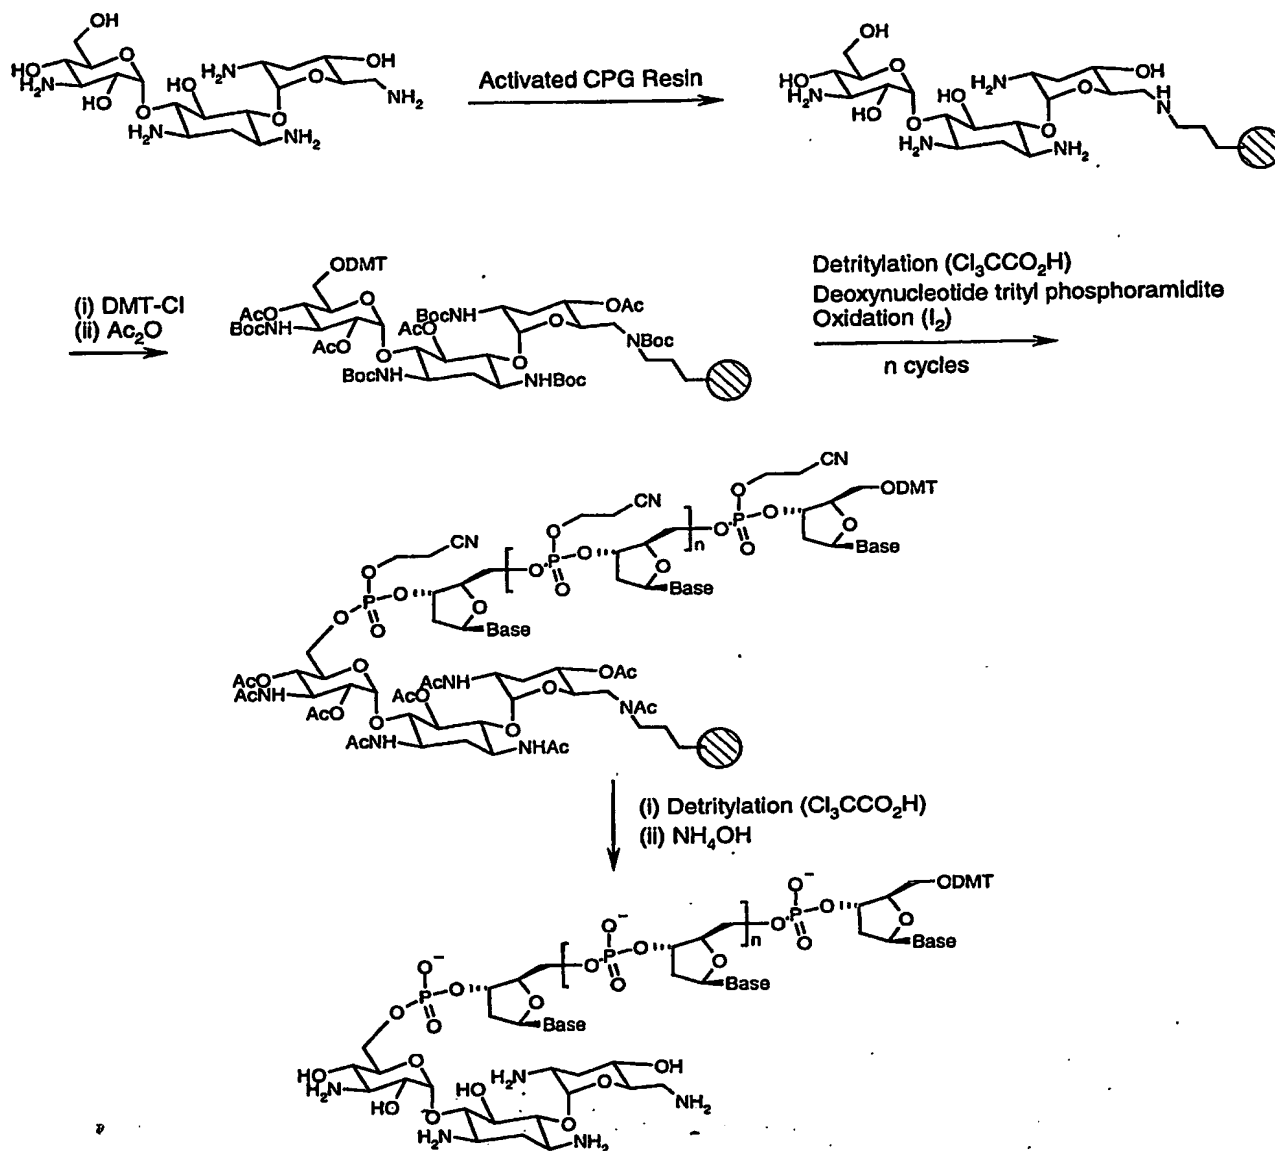 OH
HO
H₂N
HO
O
O
HO
H₂N
O
OH
NH₂
O
H₂N
NH₂
Activated CPG Resin
OH
HO
H₂N
HO
O
O
HO
H₂N
O
OH
H
N
O
H₂N
NH₂
(i) DMT-Cl
(ii) Ac₂O
ODMT
AcO
BocNH
AcO
O
O
AcO
BocNH
O
OAc
NBoc
O
BocNH
NHBoc
Detritylation (Cl₃CCO₂H)
Deoxynucleotide trityl phosphoramidite
Oxidation (I₂)
n cycles
CN
O
O
P
O
O
O
Base
CN
O
O
P
O
O
n
O
Base
CN
O
O
P
O
O
ODMT
O
Base
AcO
AcNH
AcO
O
O
AcO
AcNH
O
OAc
NAc
O
AcNH
NHAc
(i) Detritylation (Cl₃CCO₂H)
(ii) NH₄OH
O⁻
O
P
O
O
O
Base
O⁻
O
P
O
O
n
O
Base
O⁻
O
P
O
O
ODMT
O
Base
HO
H₂N
HO
O
O
HO
H₂N
O
OH
NH₂
O
H₂N
NH₂